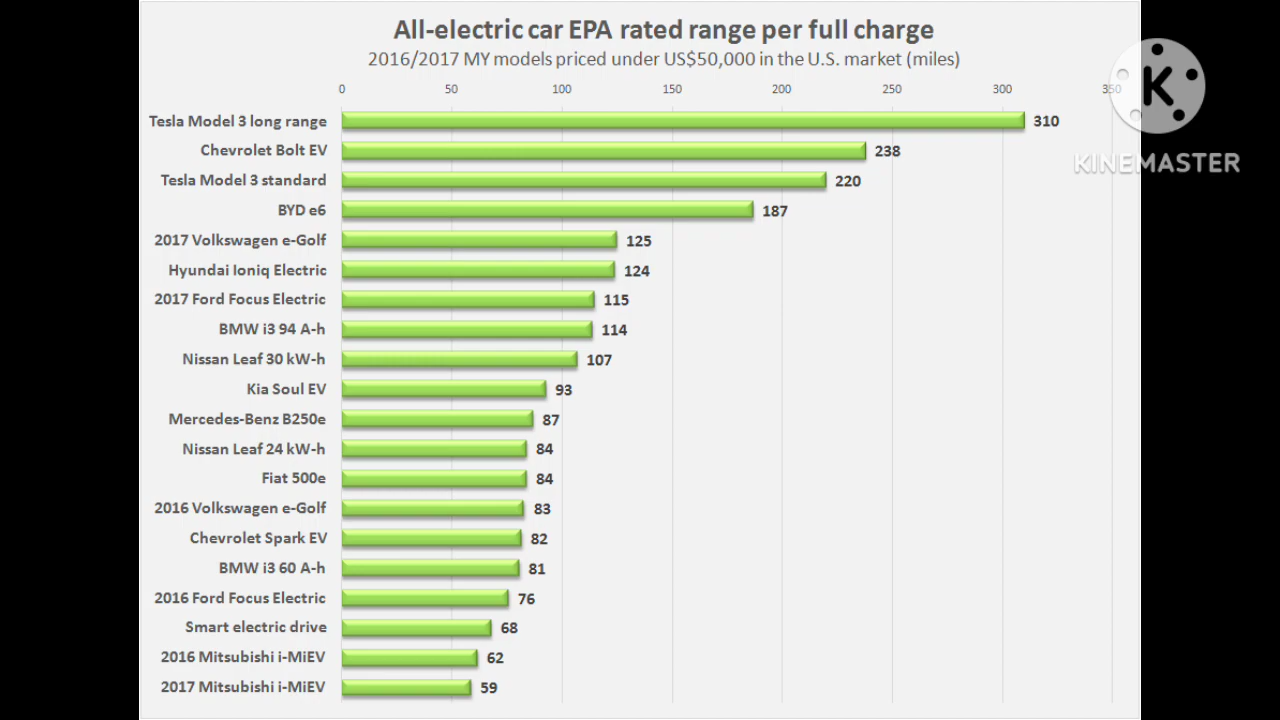 All-electric car EPA rated range per full charge
2016/2017 MY models priced under US$50,000 in the U.S. market (miles)
0 50 100 150 200 250 300 350
Tesla Model 3 long range 310
Chevrolet Bolt EV 238
Tesla Model 3 standard 220
BYD e6 187
2017 Volkswagen e-Golf 125
Hyundai Ioniq Electric 124
2017 Ford Focus Electric 115
BMW i3 94 A-h 114
Nissan Leaf 30 kW-h 107
Kia Soul EV 93
Mercedes-Benz B250e 87
Nissan Leaf 24 kW-h 84
Fiat 500e 84
2016 Volkswagen e-Golf 83
Chevrolet Spark EV 82
BMW i3 60 A-h 81
2016 Ford Focus Electric 76
Smart electric drive 68
2016 Mitsubishi i-MiEV 62
2017 Mitsubishi i-MiEV 59
K
KINEMASTER